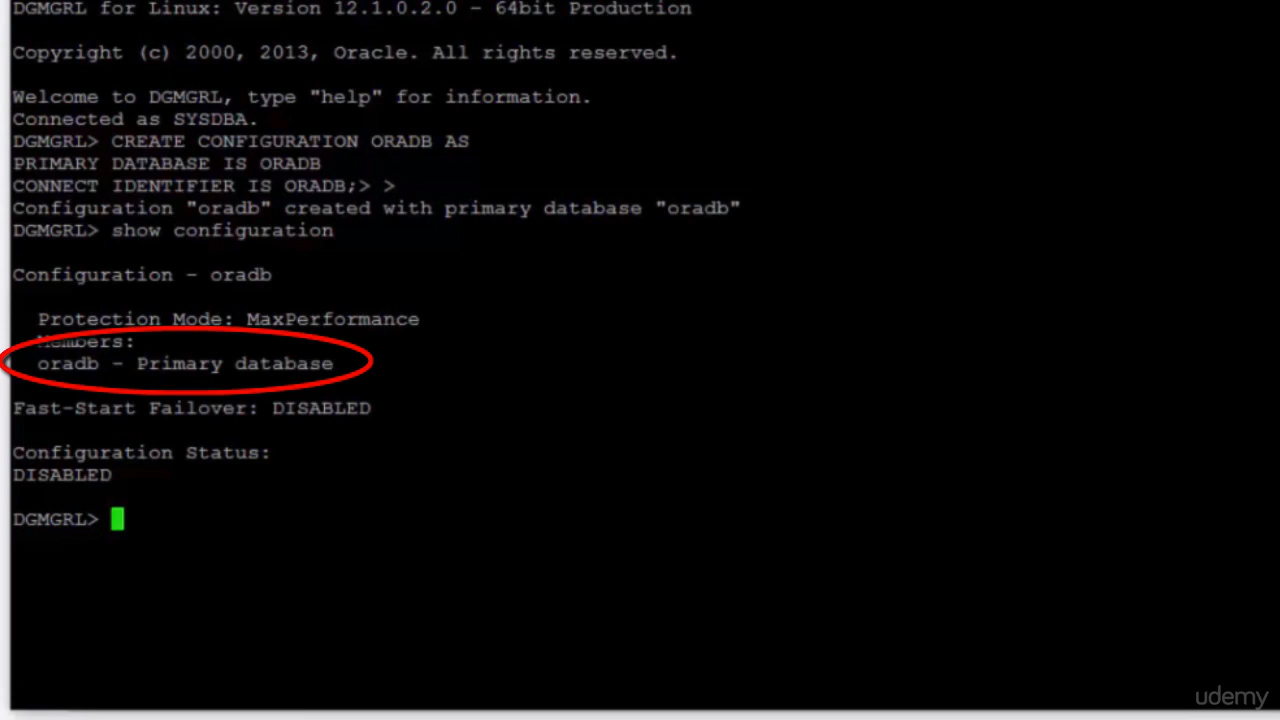 DGMGRL for Linux: Version 12.1.0.2.0 - 64bit Production
Copyright (c) 2000, 2013, Oracle. All rights reserved.
Welcome to DGMGRL, type "help" for information.
Connected as SYSDBA.
DGMGRL> CREATE CONFIGURATION ORADB AS
PRIMARY DATABASE IS ORADB
CONNECT IDENTIFIER IS ORADB;> >
Configuration "oradb" created with primary database "oradb"
DGMGRL> show configuration
Configuration - oradb
Protection Mode: MaxPerformance
Members:
oradb - Primary database
Fast-Start Failover: DISABLED
Configuration Status:
DISABLED
DGMGRL>
udemy